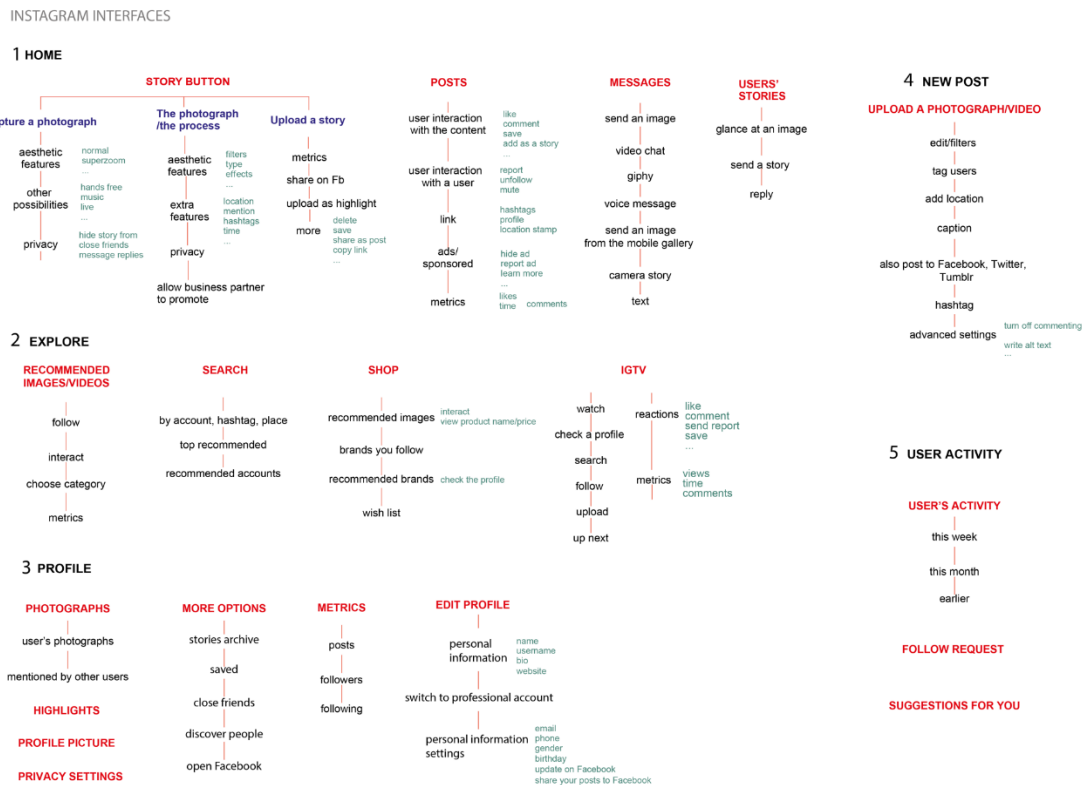 INSTAGRAM INTERFACES
1 HOME
STORY BUTTON
pture a photograph
aesthetic
features
normal
superzoom
...
other
possibilities
hands free
music
live
...
privacy
hide story from
close friends
message replies
The photograph
/the process
aesthetic
features
filters
type
effects
...
extra
features
location
mention
hashtags
time
...
privacy
allow business partner
to promote
Upload a story
metrics
share on Fb
upload as highlight
more
delete
save
share as post
copy link
...
POSTS
user interaction
with the content
like
comment
save
add as a story
...
user interaction
with a user
report
unfollow
mute
link
hashtags
profile
location stamp
ads/
sponsored
hide ad
report ad
learn more
...
metrics
likes
time comments
MESSAGES
send an image
video chat
giphy
voice message
send an image
from the mobile gallery
camera story
text
USERS'
STORIES
glance at an image
send a story
reply
2 EXPLORE
RECOMMENDED
IMAGES/VIDEOS
follow
interact
choose category
metrics
SEARCH
by account, hashtag, place
top recommended
recommended accounts
SHOP
recommended images
interact
view product name/price
brands you follow
recommended brands
check the profile
wish list
IGTV
watch
check a profile
search
follow
upload
up next
reactions
like
comment
send report
save
...
metrics
views
time
comments
3 PROFILE
PHOTOGRAPHS
user's photographs
mentioned by other users
HIGHLIGHTS
PROFILE PICTURE
PRIVACY SETTINGS
MORE OPTIONS
stories archive
saved
close friends
discover people
open Facebook
METRICS
posts
followers
following
EDIT PROFILE
personal
information
name
username
bio
website
switch to professional account
personal information
settings
email
phone
gender
birthday
update on Facebook
share your posts to Facebook
4 NEW POST
UPLOAD A PHOTOGRAPH/VIDEO
edit/filters
tag users
add location
caption
also post to Facebook, Twitter,
Tumblr
hashtag
advanced settings
turn off commenting
write alt text
...
5 USER ACTIVITY
USER'S ACTIVITY
this week
this month
earlier
FOLLOW REQUEST
SUGGESTIONS FOR YOU